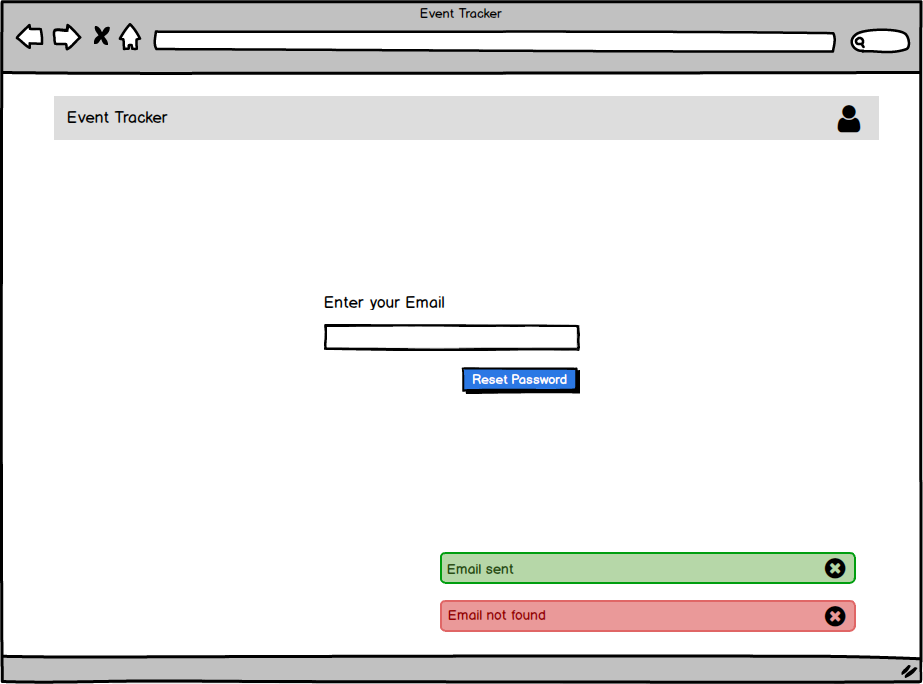 Event Tracker
Event Tracker
Enter your Email
Reset Password
Email sent
Email not found